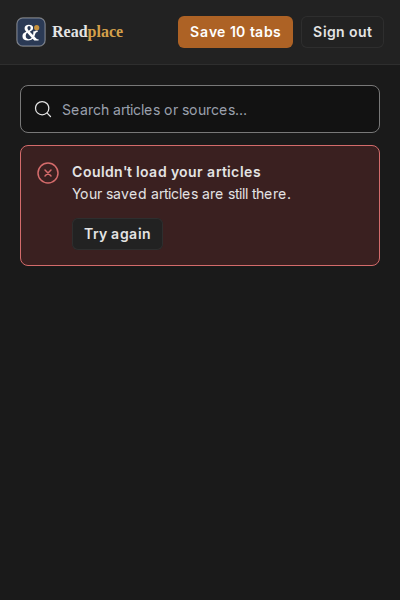 & Readplace
Save 10 tabs
Sign out
Search articles or sources...
Couldn't load your articles
Your saved articles are still there.
Try again